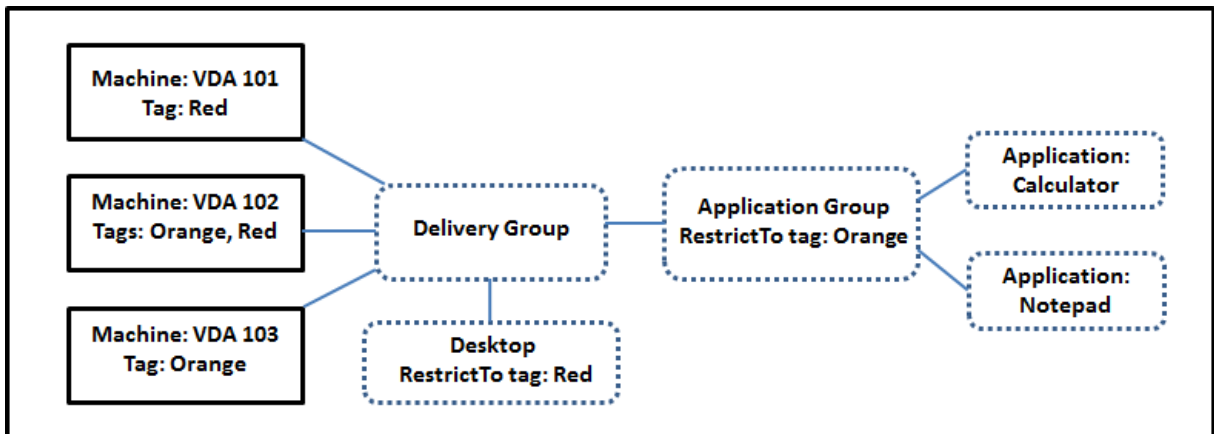 Machine: VDA 101
Tag: Red
Machine: VDA 102
Tags: Orange, Red
Machine: VDA 103
Tag: Orange
Delivery Group
Desktop
RestrictTo tag: Red
Application Group
RestrictTo tag: Orange
Application:
Calculator
Application:
Notepad